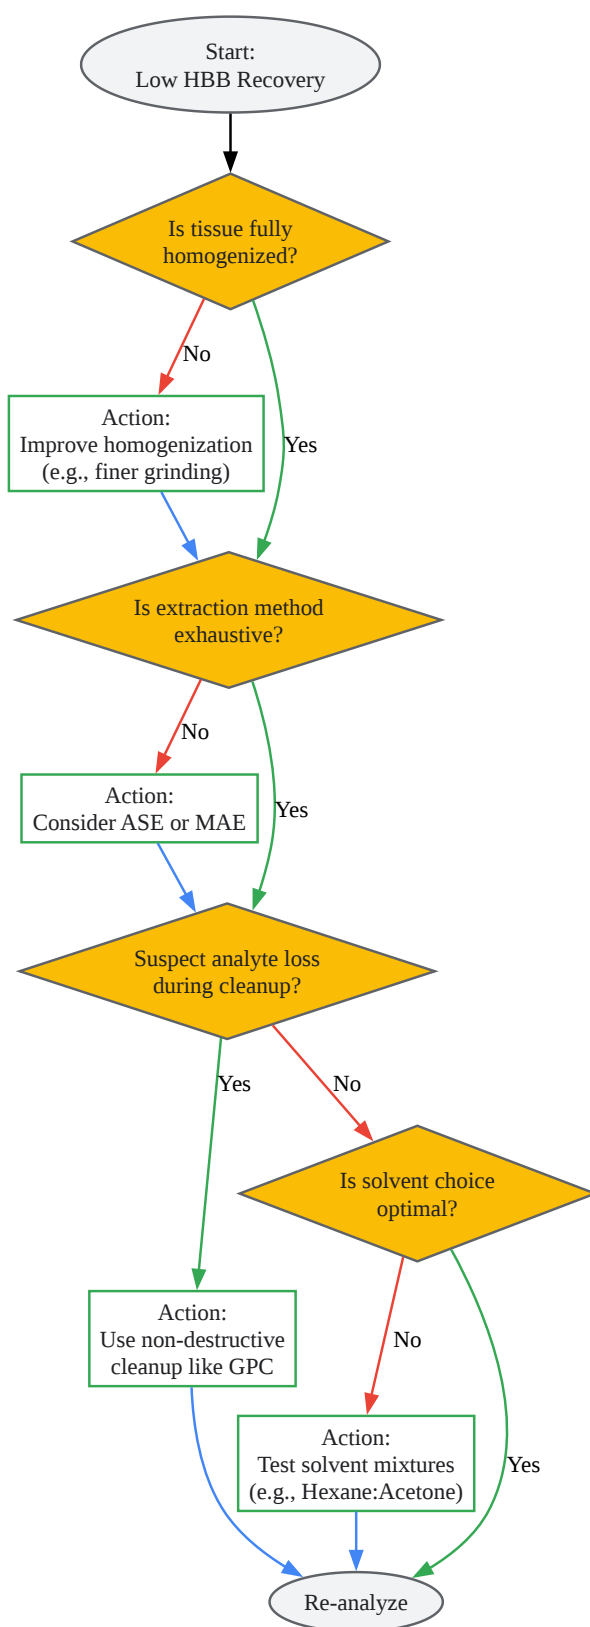 Start:
Low HBB Recovery
Is tissue fully
homogenized?
No
Yes
Action:
Improve homogenization
(e.g., finer grinding)
Is extraction method
exhaustive?
No
Yes
Action:
Consider ASE or MAE
Suspect analyte loss
during cleanup?
Yes
No
Is solvent choice
optimal?
Action:
Use non-destructive
cleanup like GPC
No
Yes
Action:
Test solvent mixtures
(e.g., Hexane:Acetone)
Re-analyze